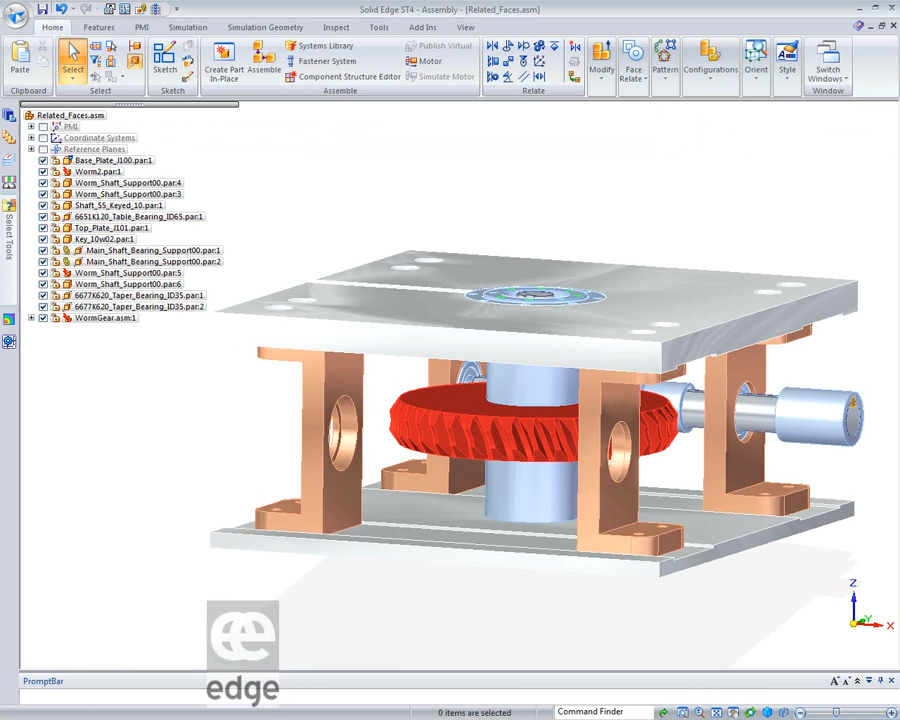 Solid Edge ST4 - Assembly - [Related_Faces.asm]
Home Features PMI Simulation Simulation Geometry Inspect Tools Add Ins View
Paste
Clipboard
Select
Select
Sketch
Sketch
Create Part In-Place
Assemble
Systems Library
Fastener System
Component Structure Editor
Publish Virtual
Motor
Simulate Motor
Assemble
Relate
Modify
Face Relate
Pattern
Configurations
Orient
Style
Switch Windows
Window
Related_Faces.asm
PMI
Coordinate Systems
Reference Planes
Base_Plate_J100.par:1
Worm2.par:1
Worm_Shaft_Support00.par:4
Worm_Shaft_Support00.par:3
Shaft_55_Keyed_10.par:1
6651K120_Table_Bearing_ID65.par:1
Top_Plate_J101.par:1
Key_10w02.par:1
Main_Shaft_Bearing_Support00.par:1
Main_Shaft_Bearing_Support00.par:2
Worm_Shaft_Support00.par:5
Worm_Shaft_Support00.par:6
6677K620_Taper_Bearing_ID35.par:1
6677K620_Taper_Bearing_ID35.par:2
WormGear.asm:1
Select Tools
Z
Y
X
ee
edge
PromptBar
0 items are selected
Command Finder